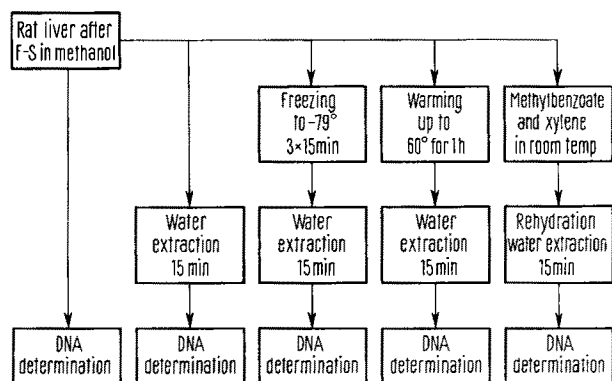 Rat liver after
F-S in methanol
Freezing
to -79°
3×15min
Warming
up to
60° for 1h
Methylbenzoate
and xylene
in room temp
Water
extraction
15 min
Water
extraction
15min
Water
extraction
15 min
Rehydration
water extraction
15min
DNA
determination
DNA
determination
DNA
determination
DNA
determination
DNA
determination